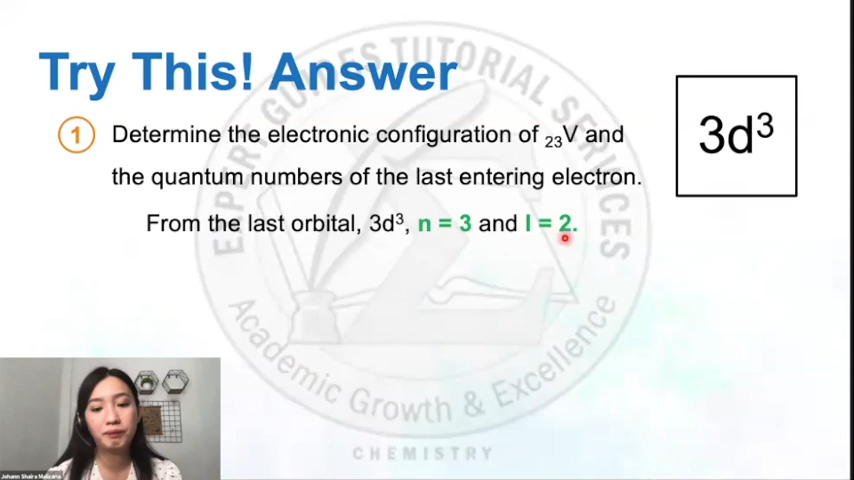 Try This! Answer
1 Determine the electronic configuration of ₂₃V and
the quantum numbers of the last entering electron.
From the last orbital, 3d³, n = 3 and l = 2.
3d³
EXPERT GUIDES TUTORIAL SERVICES
Academic Growth & Excellence
CHEMISTRY